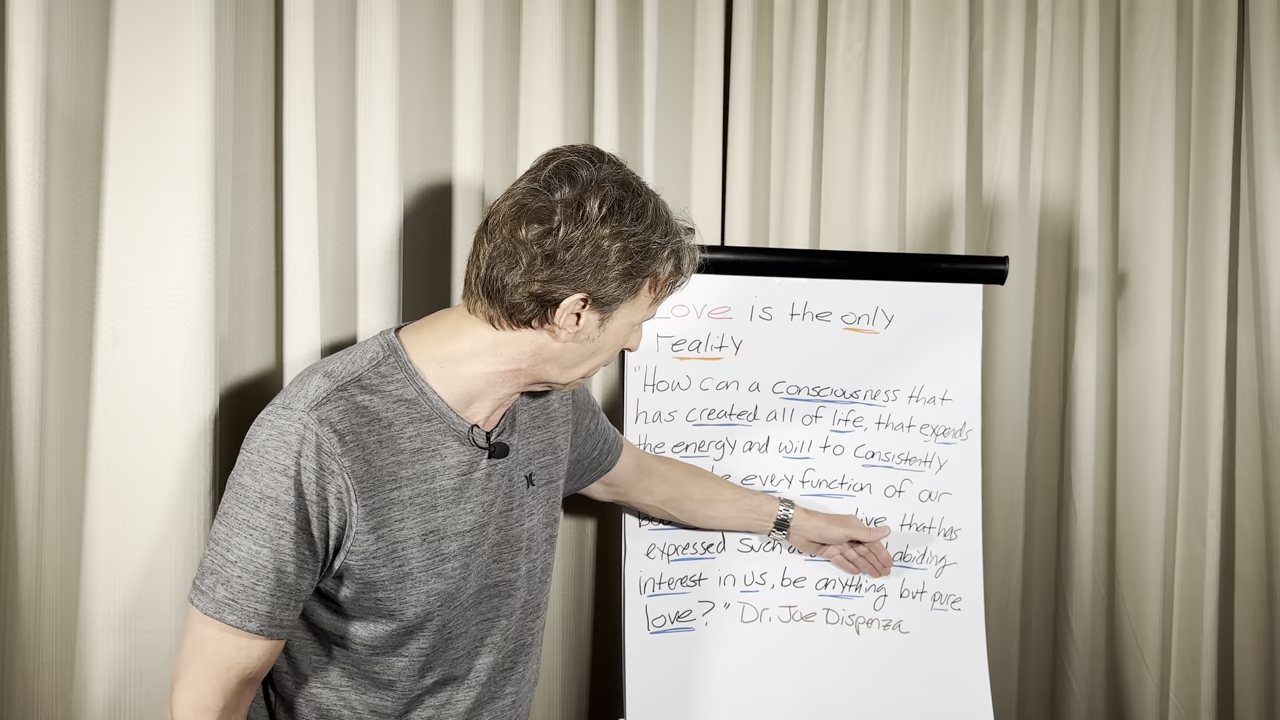 Love is the only
reality
"How can a consciousness that
has created all of life, that expends
the energy and will to consistently
every function of our
live that has
expressed such abiding
interest in us, be anything but pure
love?" Dr. Joe Dispenza